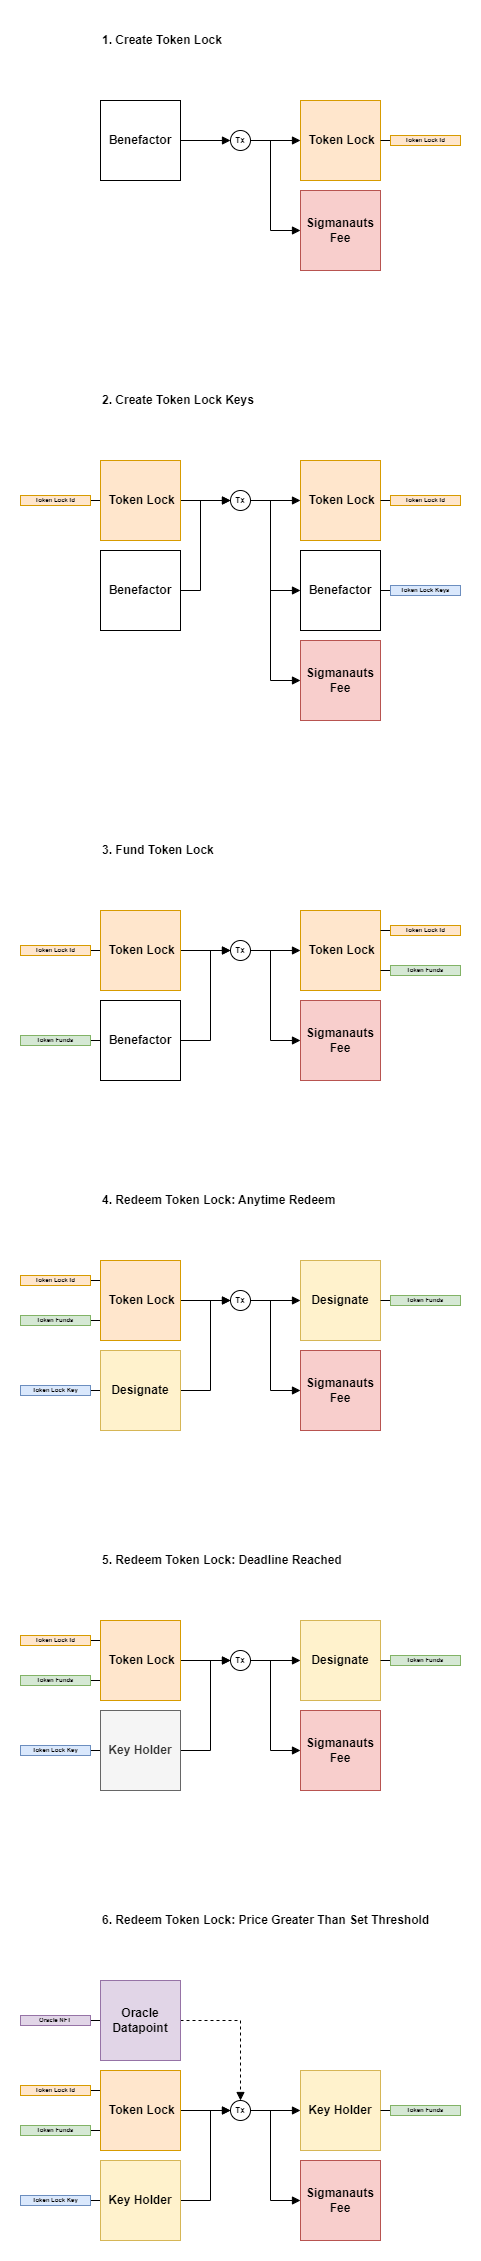 1. Create Token Lock
Benefactor
Tx
Token Lock
Token Lock Id
Sigmanauts
Fee
2. Create Token Lock Keys
Token Lock Id
Token Lock
Tx
Token Lock
Token Lock Id
Benefactor
Benefactor
Token Lock Keys
Sigmanauts
Fee
3. Fund Token Lock
Token Lock Id
Token Lock
Tx
Token Lock
Token Lock Id
Token Funds
Token Funds
Benefactor
Sigmanauts
Fee
4. Redeem Token Lock: Anytime Redeem
Token Lock Id
Token Funds
Token Lock
Tx
Designate
Token Funds
Token Lock Key
Designate
Sigmanauts
Fee
5. Redeem Token Lock: Deadline Reached
Token Lock Id
Token Funds
Token Lock
Tx
Designate
Token Funds
Token Lock Key
Key Holder
Sigmanauts
Fee
6. Redeem Token Lock: Price Greater Than Set Threshold
Oracle NFT
Oracle
Datapoint
Token Lock Id
Token Funds
Token Lock
Tx
Key Holder
Token Funds
Token Lock Key
Key Holder
Sigmanauts
Fee